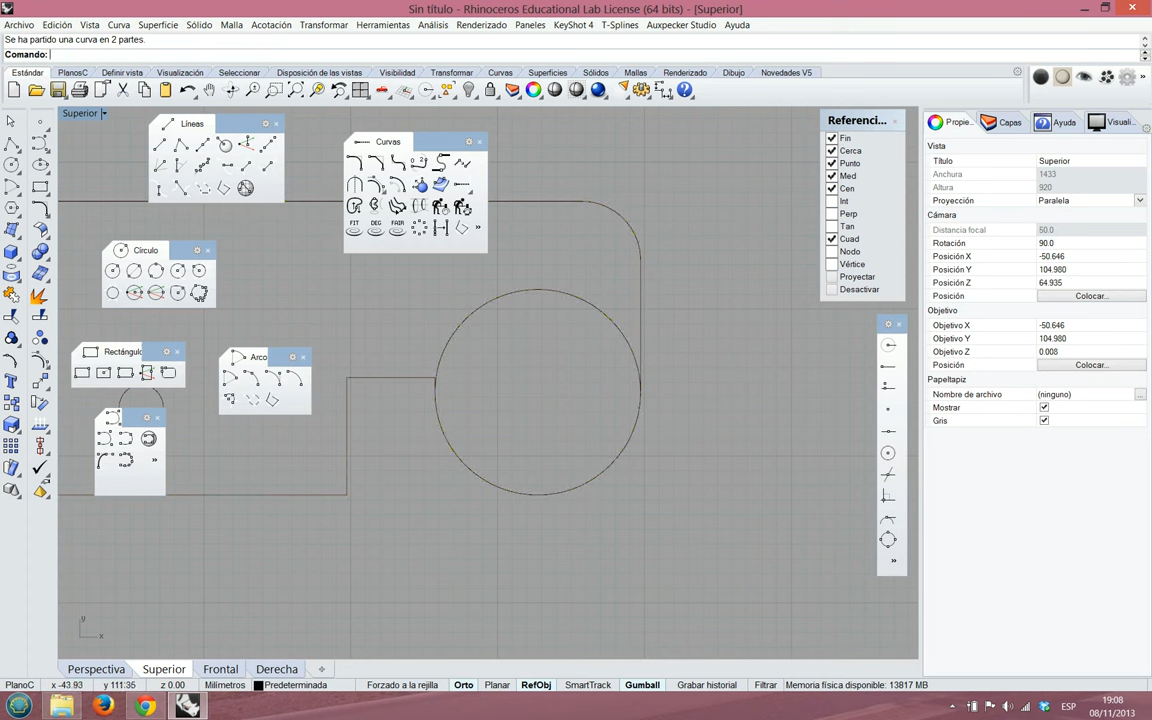 Sin título - Rhinoceros Educational Lab License (64 bits) - [Superior]
Archivo Edición Vista Curva Superficie Sólido Malla Acotación Transformar Herramientas Análisis Renderizado Paneles KeyShot 4 T-Splines Auxpecker Studio Ayuda
Se ha partido una curva en 2 partes.
Comando:
Estándar PlanosC Definir vista Visualización Seleccionar Disposición de las vistas Visibilidad Transformar Curvas Superficies Sólidos Mallas Renderizado Dibujo Novedades V5
Superior
Líneas
Curvas
FIT DEG FAIR
Círculo
Rectángulo
Arco
Referenci...
Fin
Cerca
Punto
Med
Cen
Int
Perp
Tan
Cuad
Nodo
Vértice
Proyectar
Desactivar
Propie... Capas Ayuda Visuali...
Vista
Título Superior
Anchura 1433
Altura 920
Proyección Paralela
Cámara
Distancia focal 50.0
Rotación 90.0
Posición X -50.646
Posición Y 104.980
Posición Z 64.935
Posición Colocar...
Objetivo
Objetivo X -50.646
Objetivo Y 104.980
Objetivo Z 0.008
Posición Colocar...
Papeltapiz
Nombre de archivo (ninguno) ...
Mostrar
Gris
y
x
Perspectiva Superior Frontal Derecha
PlanoC x -43.93 y 111.35 z 0.00 Milímetros Predeterminada Forzado a la rejilla Orto Planar RefObj SmartTrack Gumball Grabar historial Filtrar Memoria física disponible: 13817 MB
ESP
19:08
08/11/2013